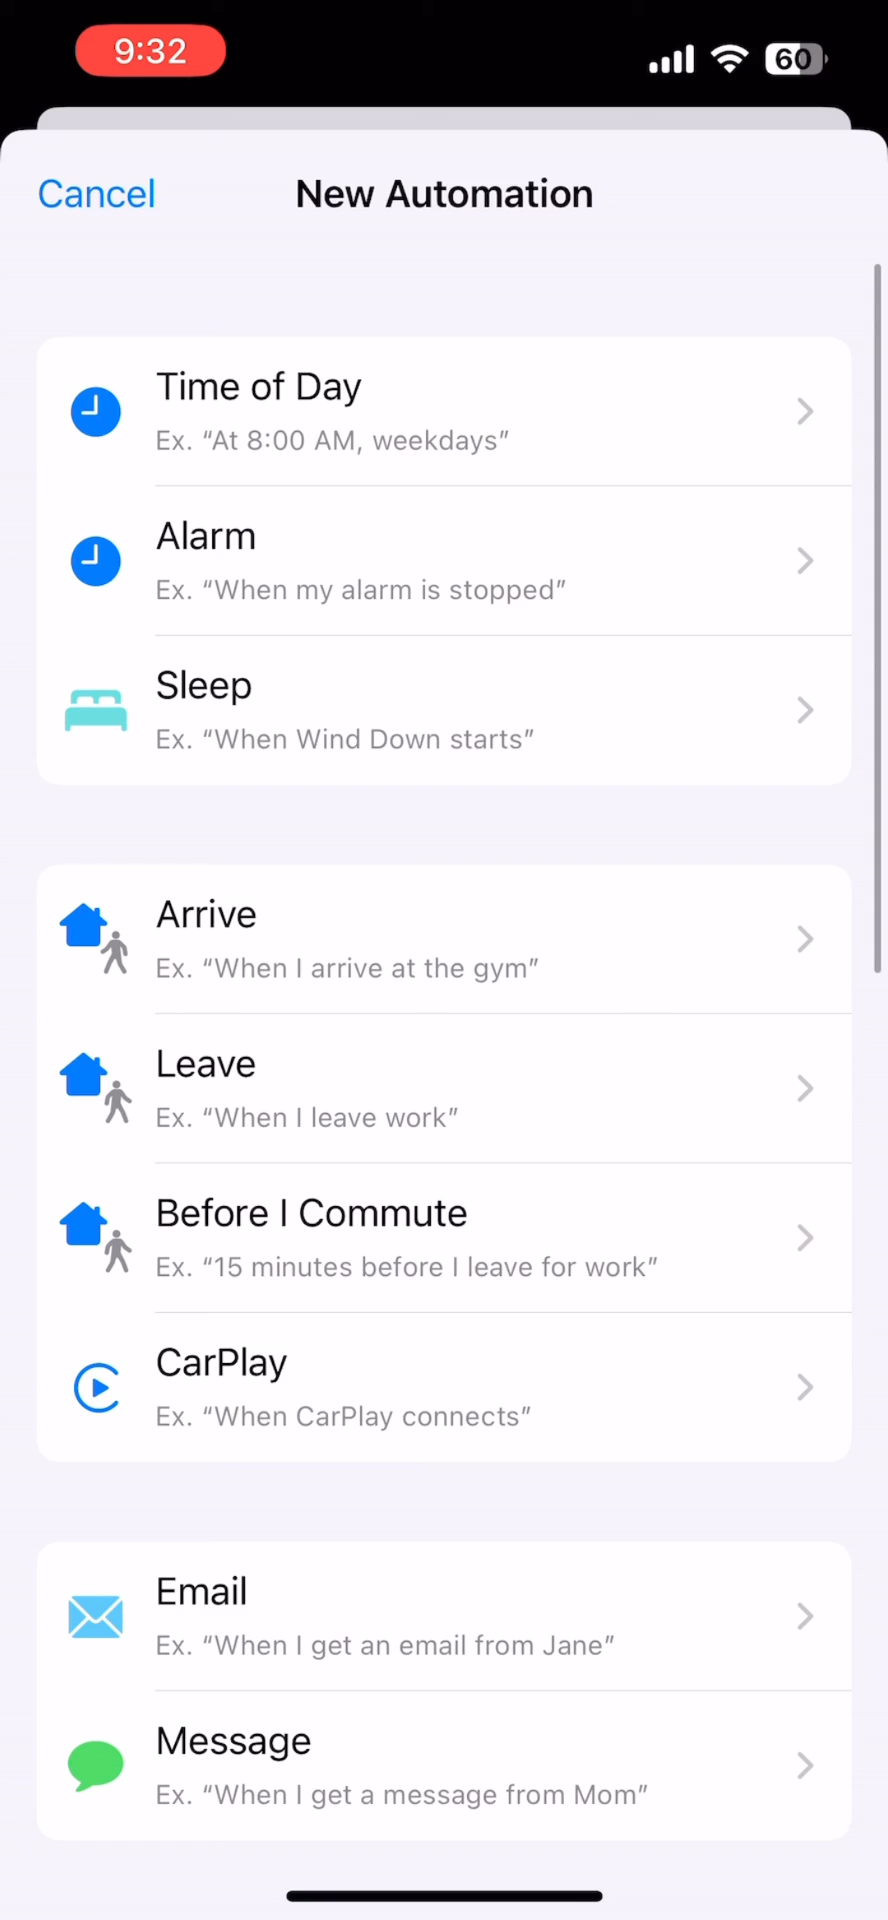 9:32
60
Cancel
New Automation
Time of Day
Ex. “At 8:00 AM, weekdays”
Alarm
Ex. “When my alarm is stopped”
Sleep
Ex. “When Wind Down starts”
Arrive
Ex. “When I arrive at the gym”
Leave
Ex. “When I leave work”
Before I Commute
Ex. “15 minutes before I leave for work”
CarPlay
Ex. “When CarPlay connects”
Email
Ex. “When I get an email from Jane”
Message
Ex. “When I get a message from Mom”